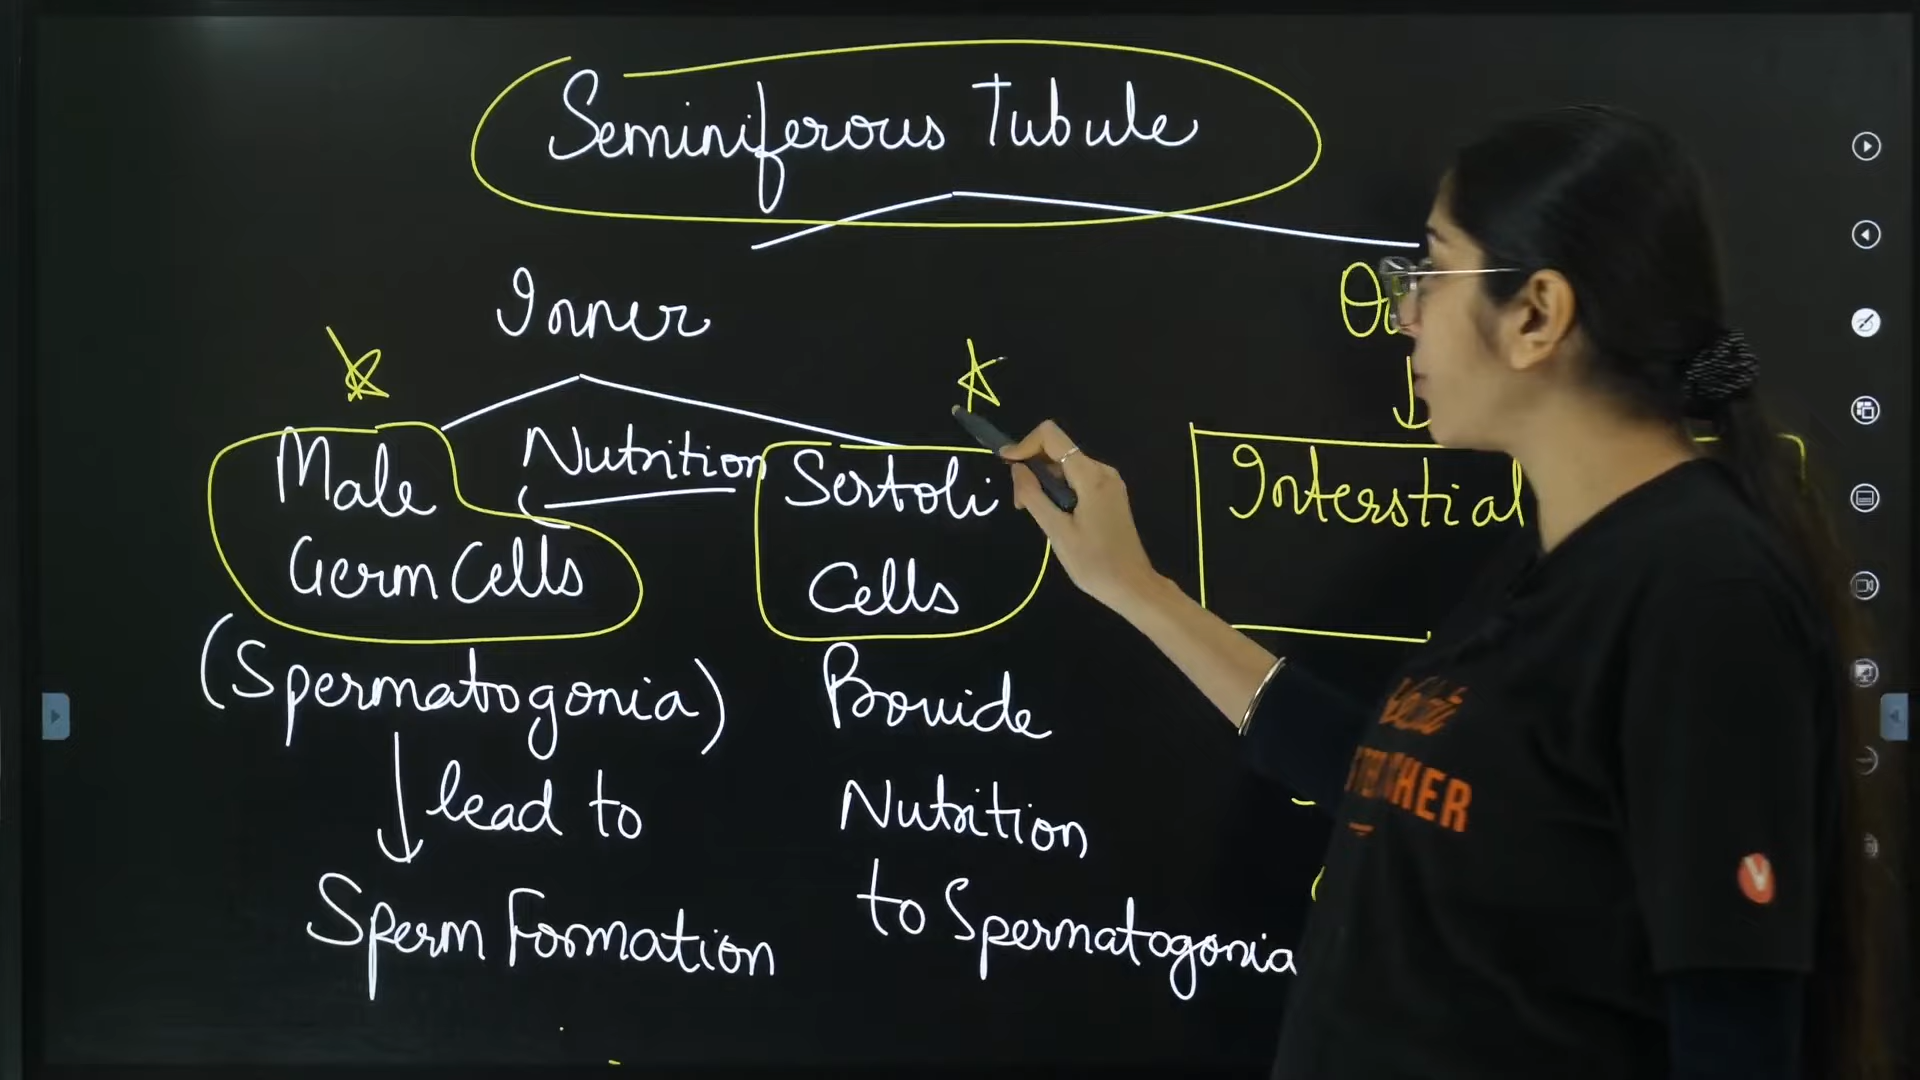 Seminiferous Tubule
Inner
Nutrition
Male
Germ Cells
Sertoli
Cells
Interstial
(Spermatogonia)
lead to
Sperm Formation
Provide
Nutrition
to Spermatogonia
V